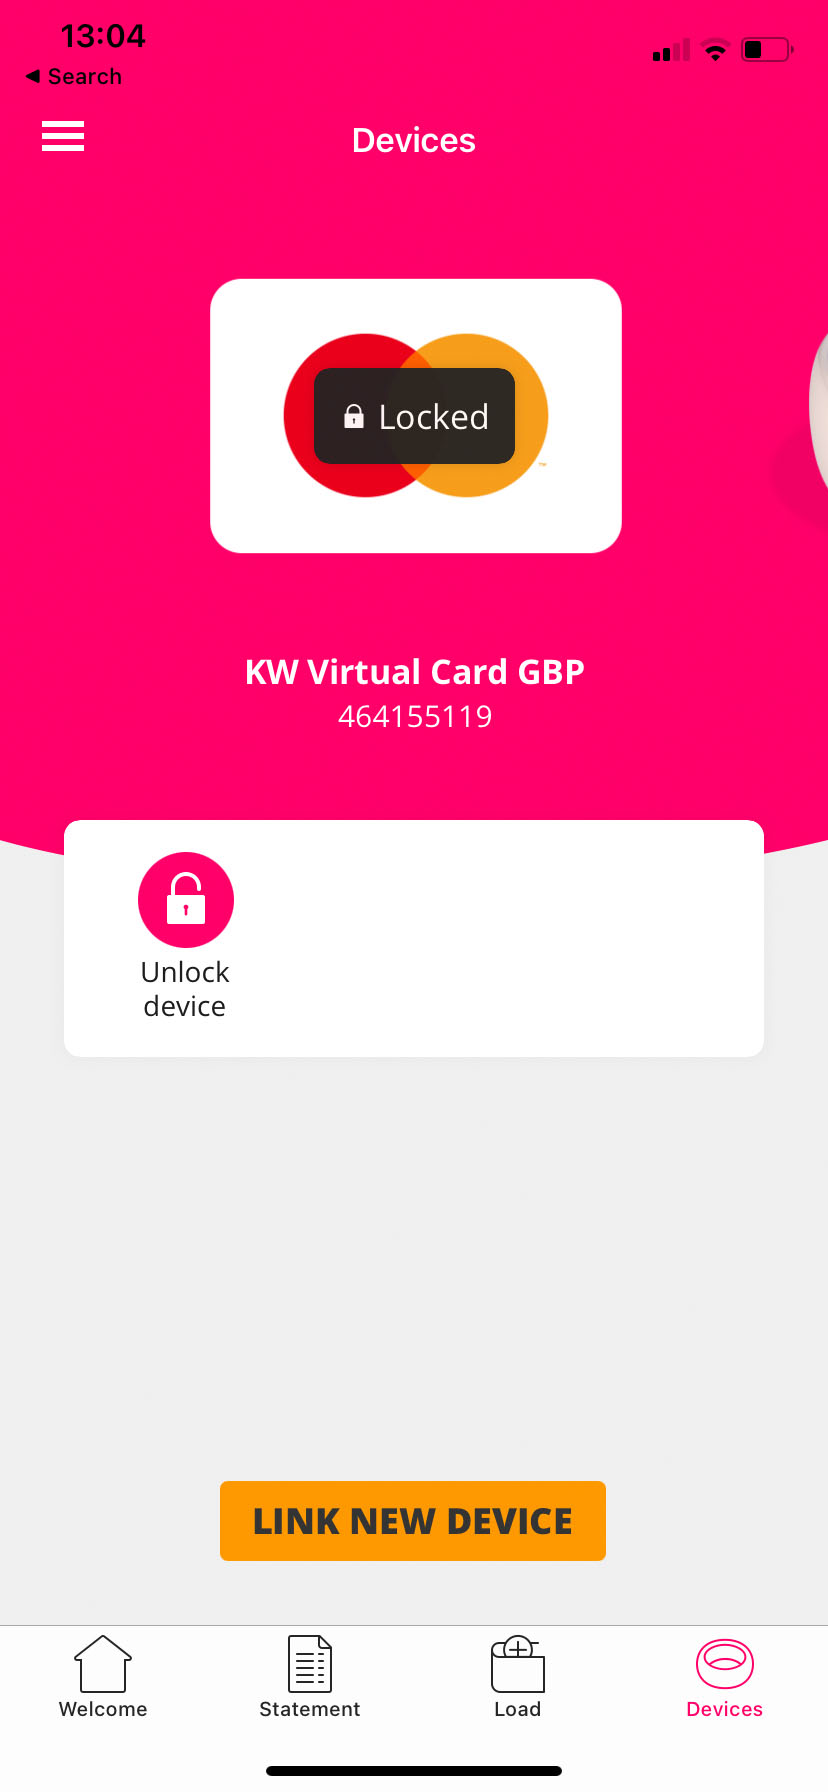 13:04
◀ Search
Devices
Locked
™
KW Virtual Card GBP
464155119
Unlock
device
LINK NEW DEVICE
Welcome
Statement
Load
Devices